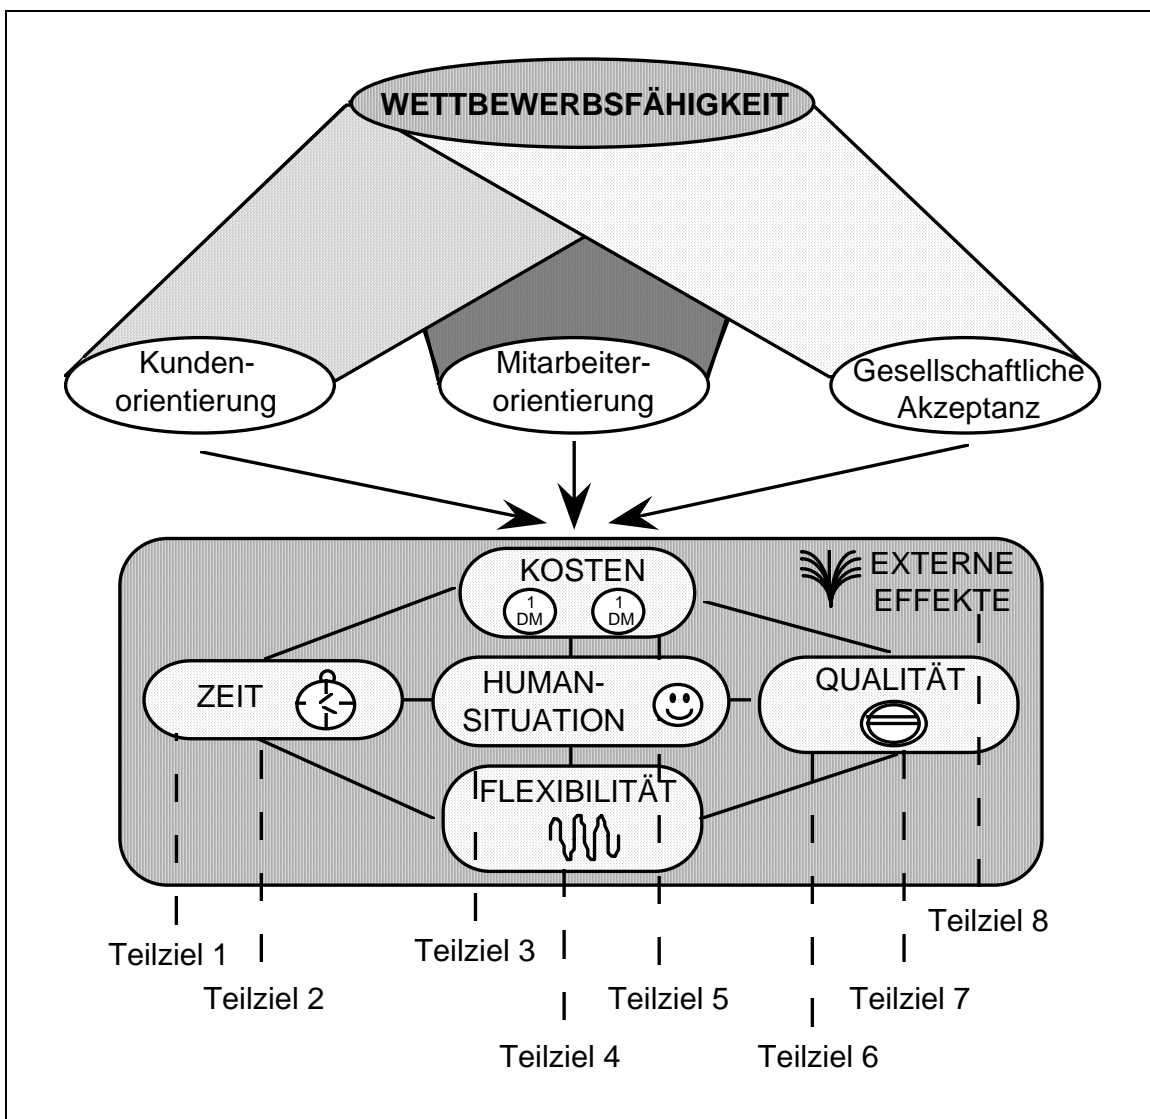 WETTBEWERBSFÄHIGKEIT
Kunden-
orientierung
Mitarbeiter-
orientierung
Gesellschaftliche
Akzeptanz
KOSTEN
1
DM
1
DM
EXTERNE
EFFEKTE
ZEIT
HUMAN-
SITUATION
QUALITÄT
FLEXIBILITÄT
Teilziel 1
Teilziel 2
Teilziel 3
Teilziel 4
Teilziel 5
Teilziel 6
Teilziel 7
Teilziel 8